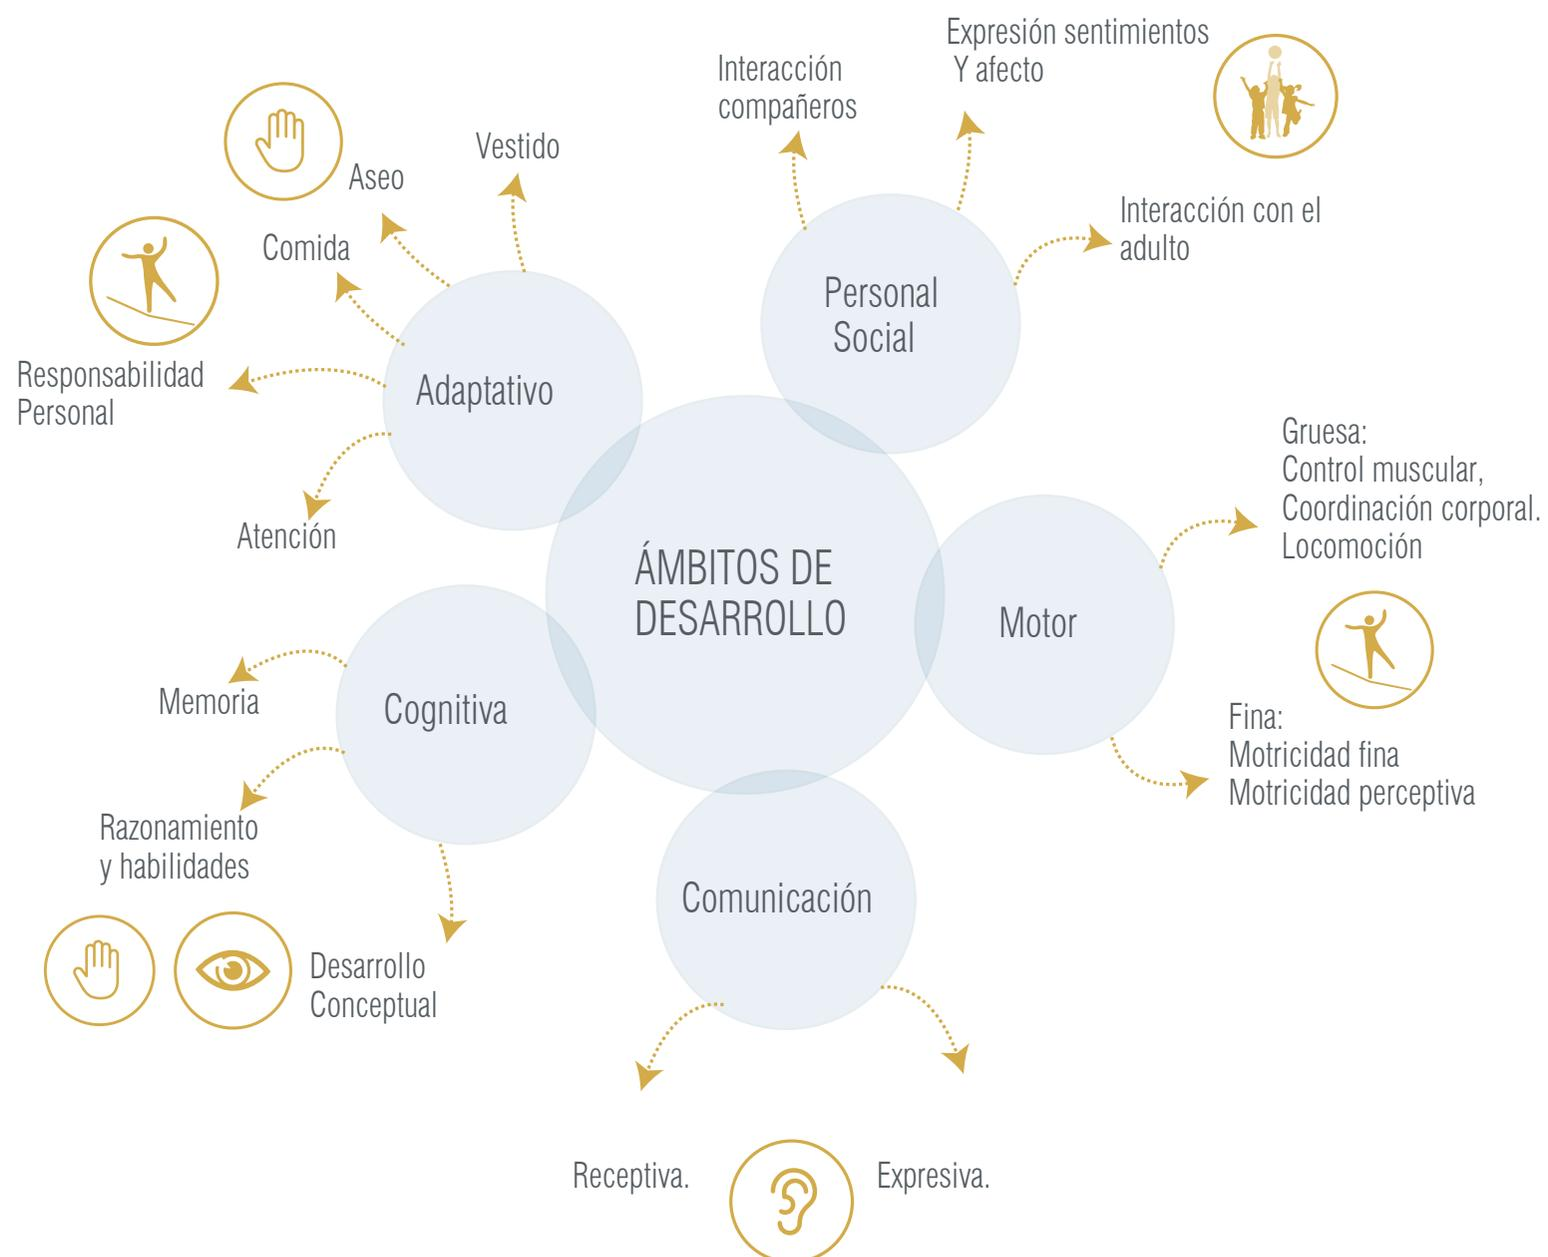 Expresión sentimientos
Y afecto
Interacción
compañeros
Interacción con el
adulto
Personal
Social
Vestido
Aseo
Comida
Responsabilidad
Personal
Adaptativo
Atención
ÁMBITOS DE
DESARROLLO
Gruesa:
Control muscular,
Coordinación corporal.
Locomoción
Motor
Fina:
Motricidad fina
Motricidad perceptiva
Cognitiva
Memoria
Razonamiento
y habilidades
Desarrollo
Conceptual
Comunicación
Receptiva.
Expresiva.